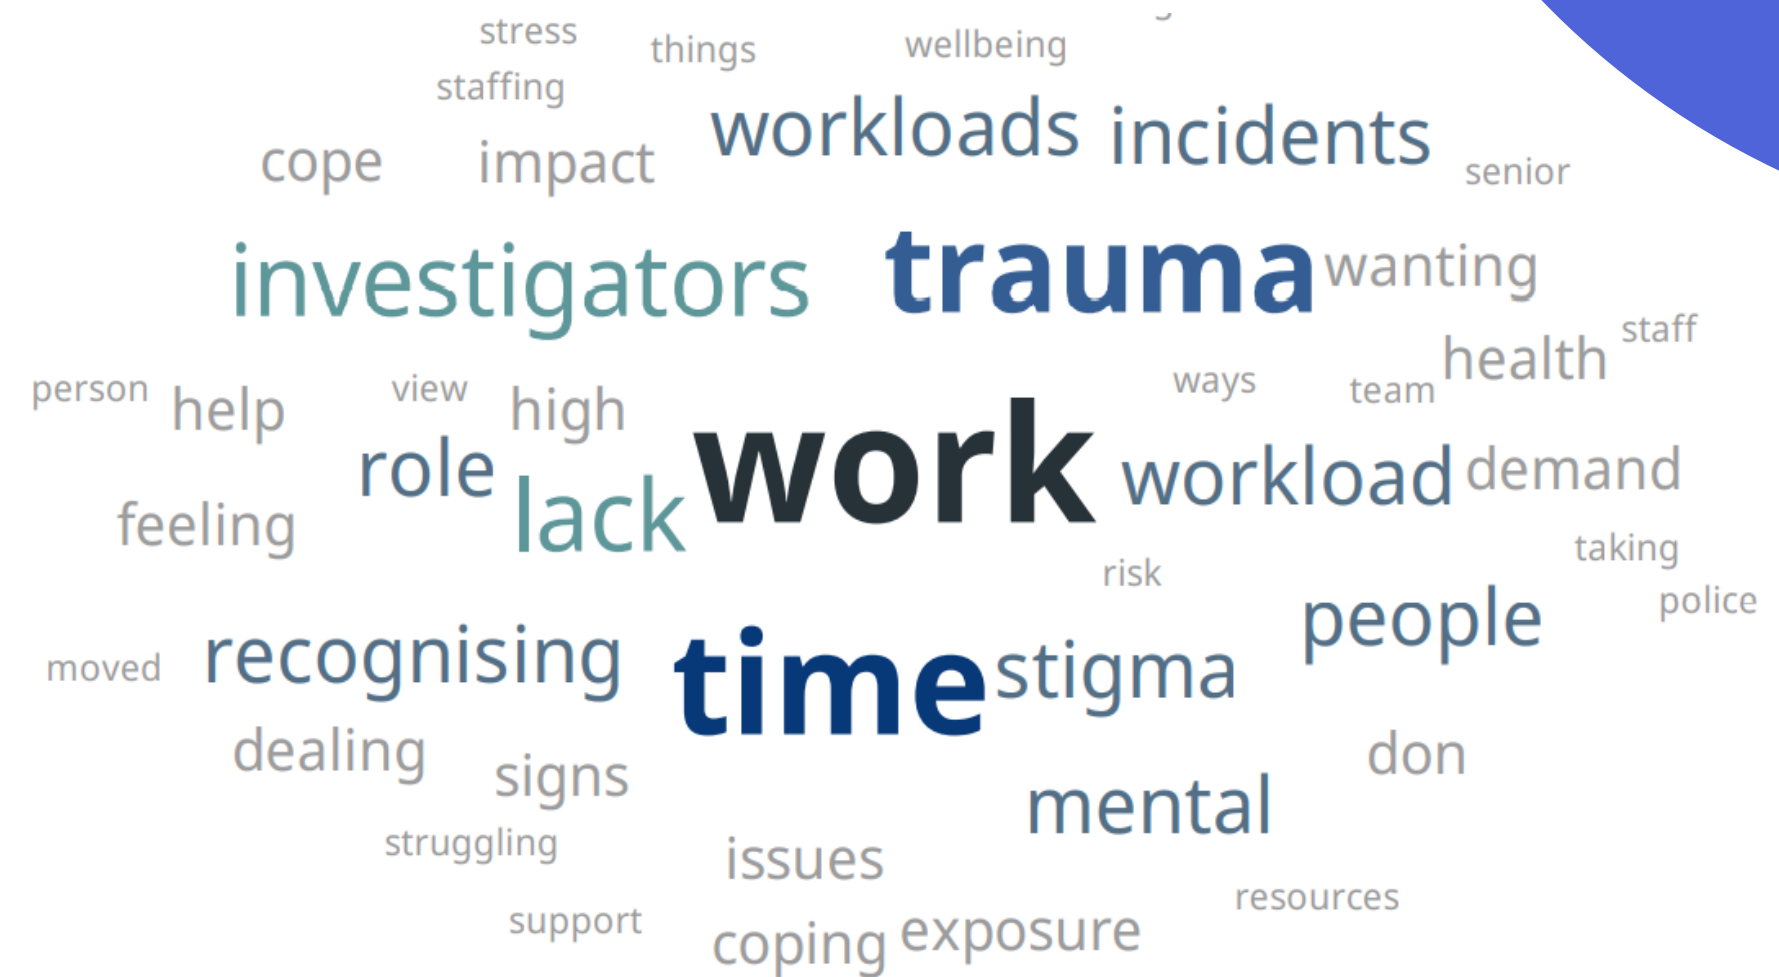 stress
things
wellbeing
staffing
workloads
incidents
cope
impact
senior
investigators
trauma
wanting
staff
health
person
help
view
high
ways
team
role
work
lack
workload
demand
feeling
taking
risk
people
police
moved
recognising
time
stigma
dealing
signs
don
mental
struggling
issues
resources
support
coping
exposure